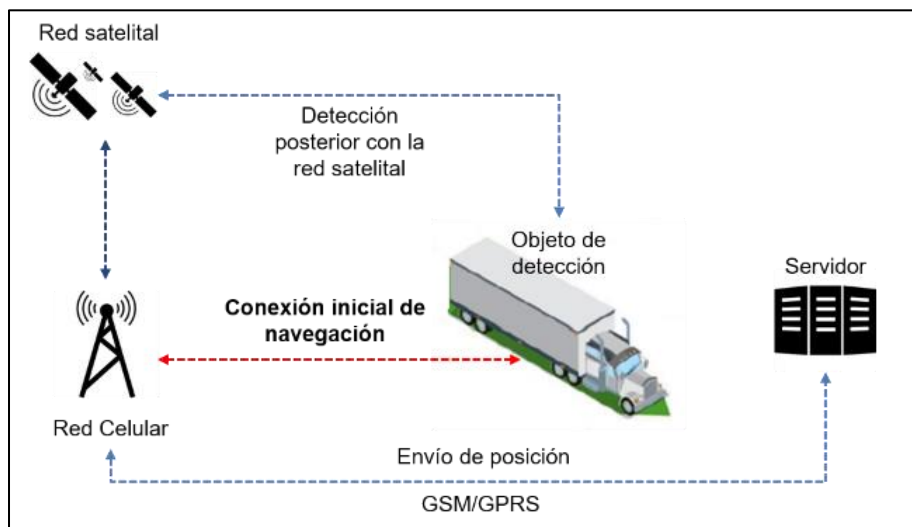 Red satelital
Detección
posterior con la
red satelital
Objeto de
detección
Servidor
Conexión inicial de
navegación
Red Celular
Envío de posición
GSM/GPRS